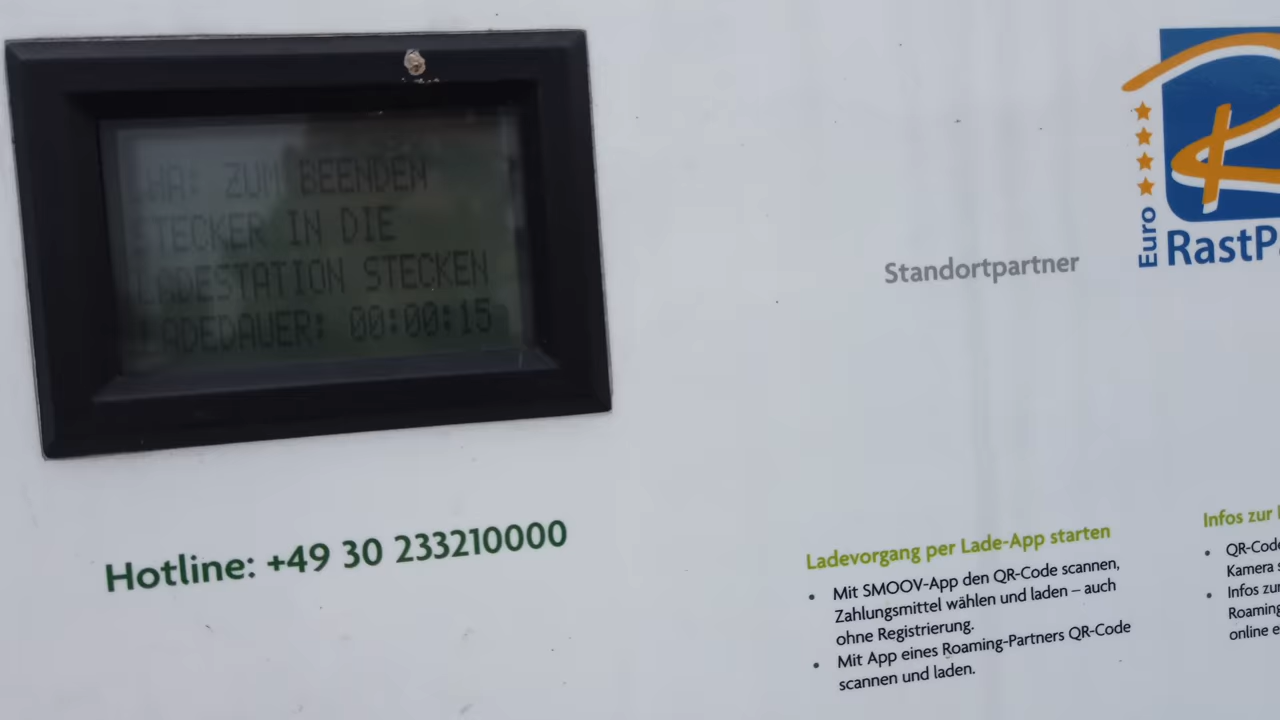 ZUM BEENDEN
STECKER IN DIE
LADESTATION STECKEN
LADEDAUER: 00:00:15
Hotline: +49 30 233210000
Standortpartner
Euro
RastP
Ladevorgang per Lade-App starten
• Mit SMOOV-App den QR-Code scannen,
Zahlungsmittel wählen und laden – auch
ohne Registrierung.
• Mit App eines Roaming-Partners QR-Code
scannen und laden.
Infos zur
• QR-Code
Kamera
• Infos zur
Roaming
online